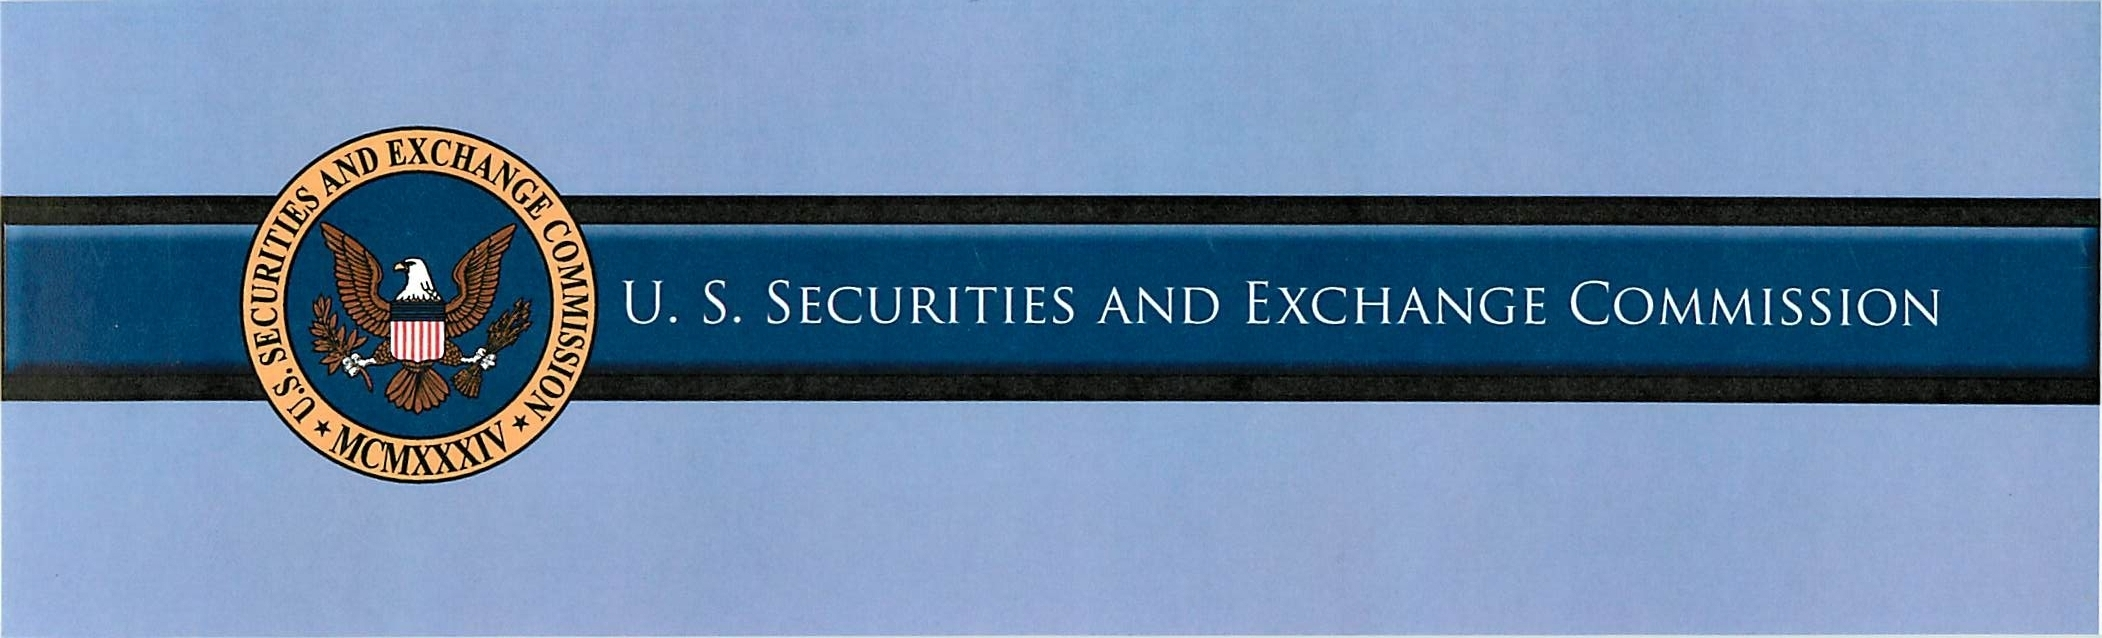 U.S. SECURITIES AND EXCHANGE COMMISSION
★ MCMXXXIV ★
U. S. SECURITIES AND EXCHANGE COMMISSION